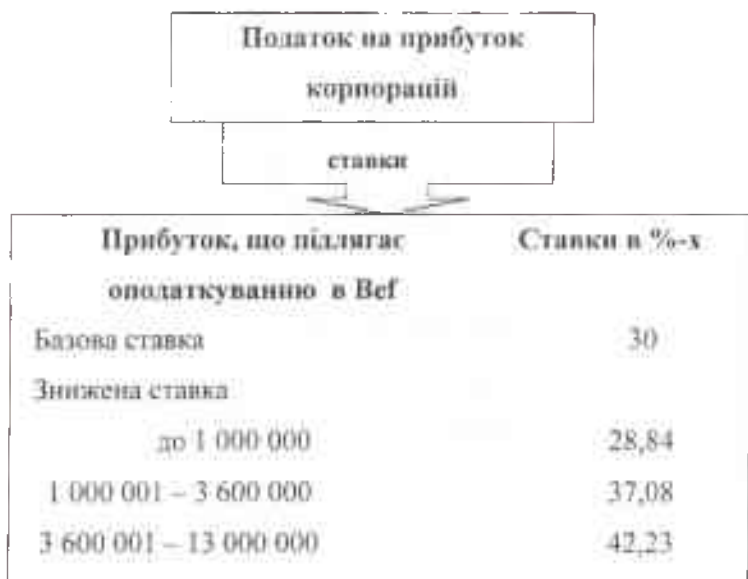 Податок на прибуток
корпорацій
ставки
Прибуток, що підлягає Ставки в %-х
оподаткуванню в Bef
Базова ставка 30
Знижена ставка
до 1 000 000 28,84
1 000 001 – 3 600 000 37,08
3 600 001 – 13 000 000 42,23